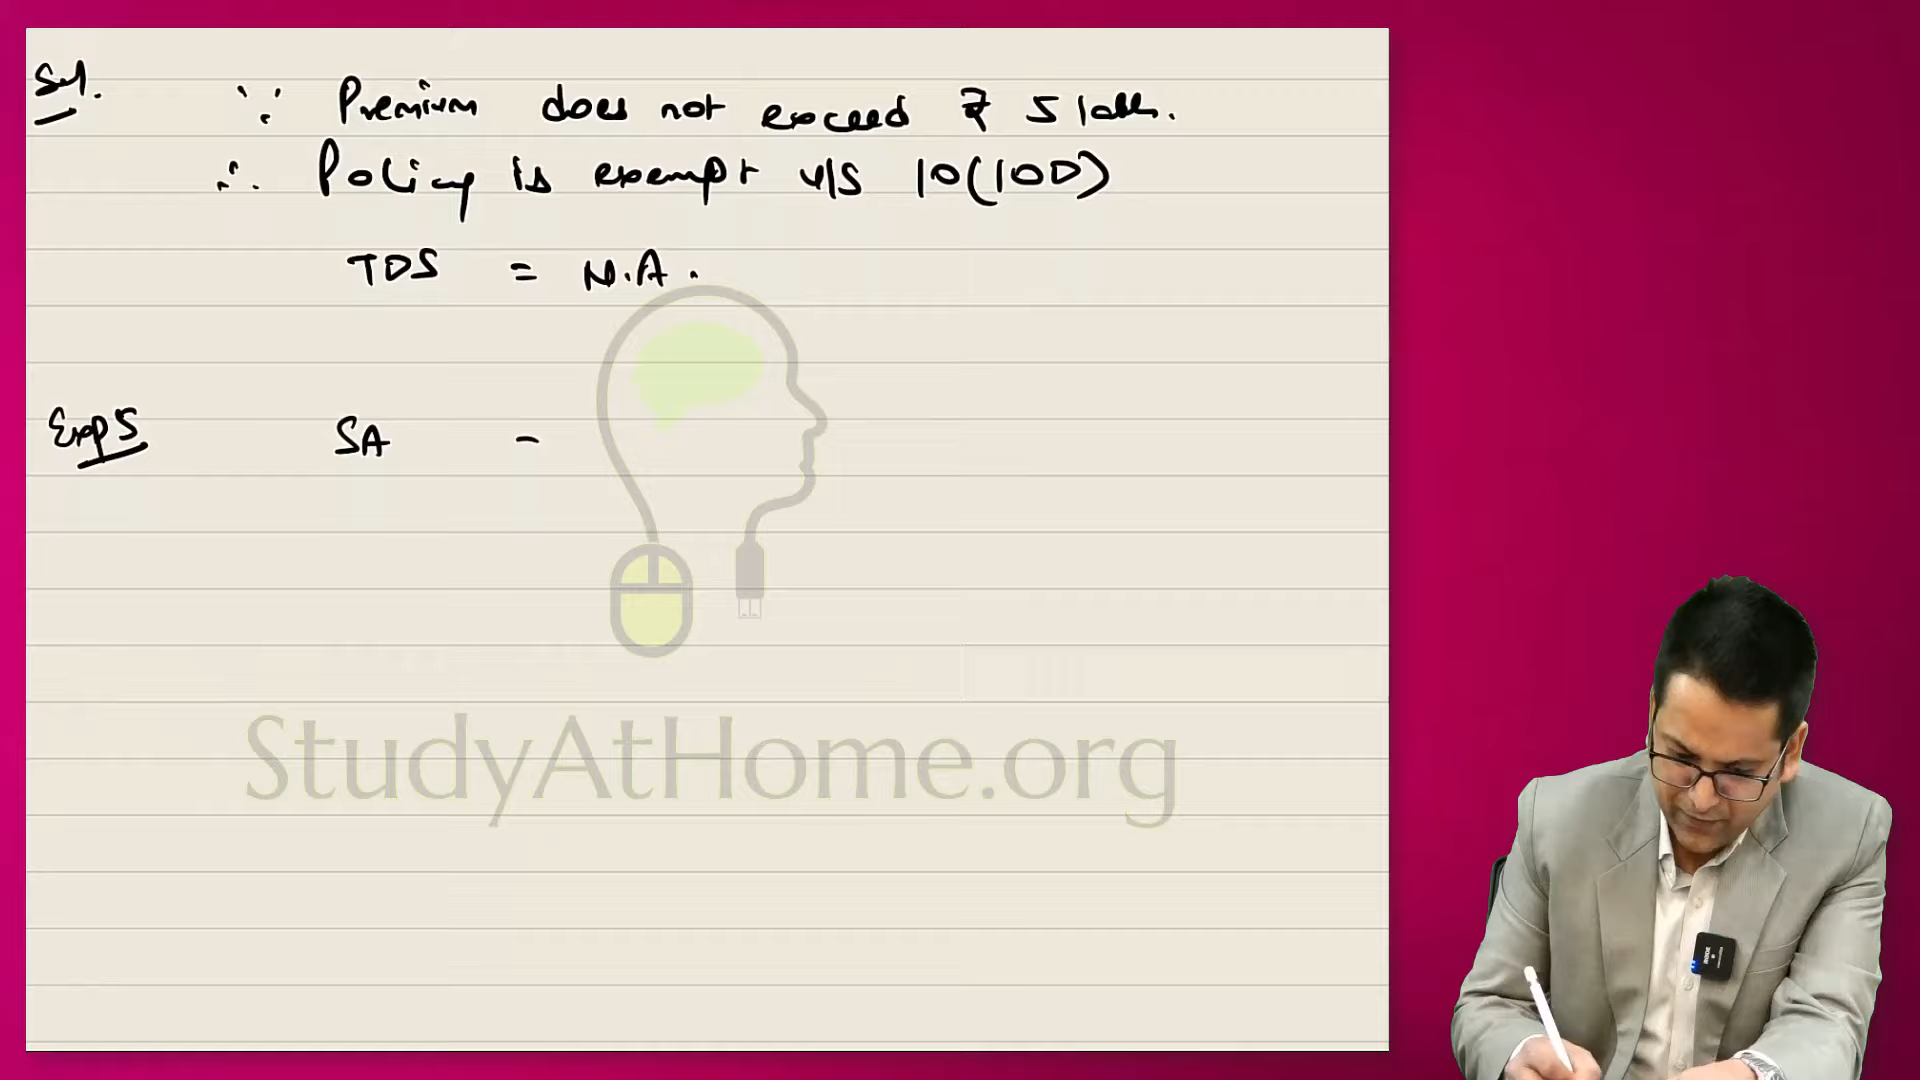 Sol.
∵ Premium does not exceed ₹ 5 lakh.
∴ Policy is exempt u/s 10(10D)
TDS = N.A.
Exp 5 SA -
StudyAtHome.org